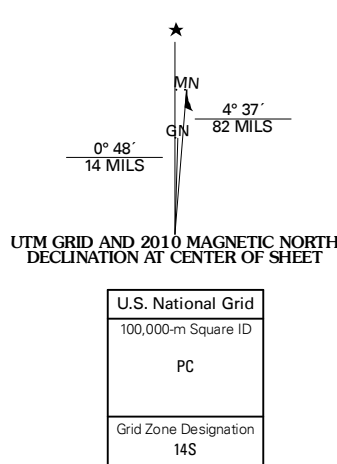 ★
MN
4° 37´
82 MILS
GN
0° 48´
14 MILS
UTM GRID AND 2010 MAGNETIC NORTH
DECLINATION AT CENTER OF SHEET
U.S. National Grid
100,000-m Square ID
PC
Grid Zone Designation
14S